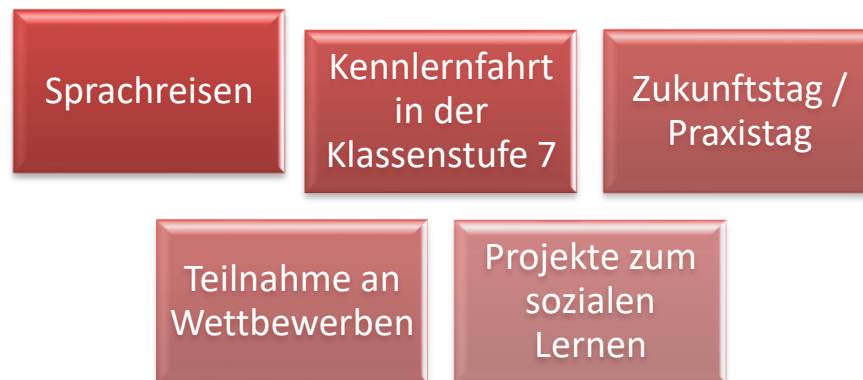 Sprachreisen
Kennlernfahrt
in der
Klassenstufe 7
Zukunftstag /
Praxistag
Teilnahme an
Wettbewerben
Projekte zum
sozialen
Lernen